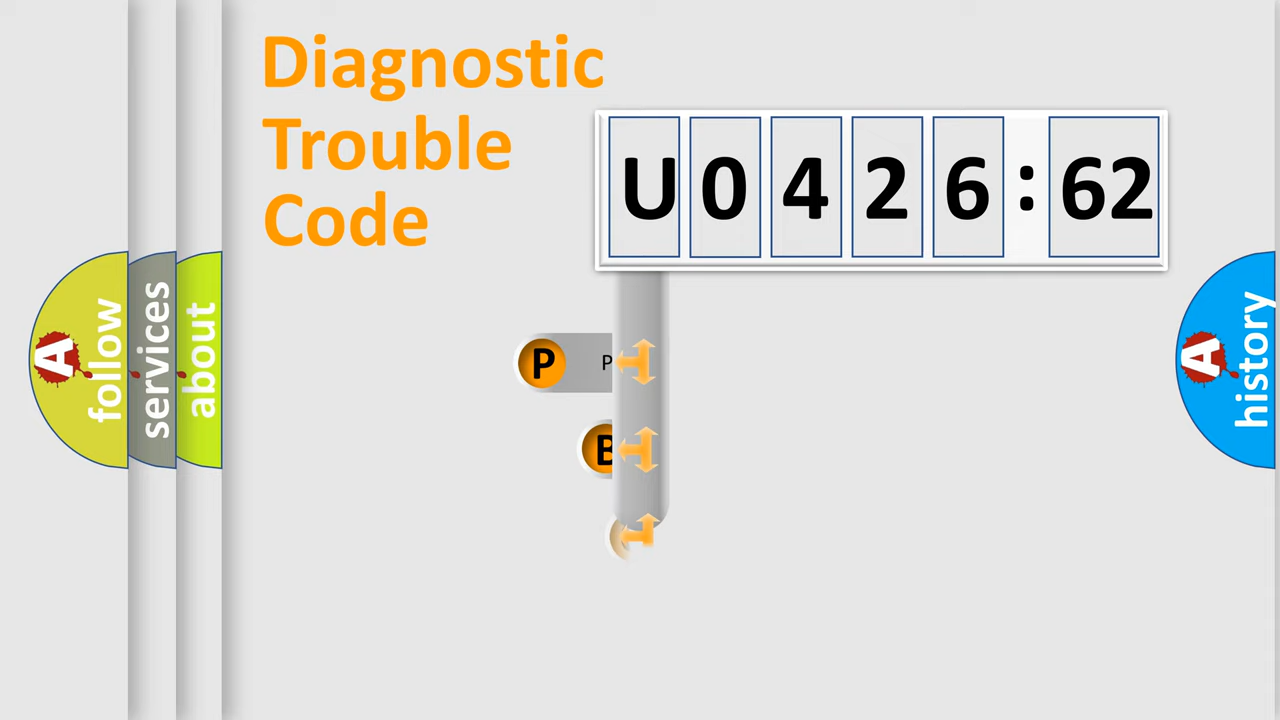 Diagnostic
Trouble
Code
U0426:62
P P
B
A follow
services
about
A history